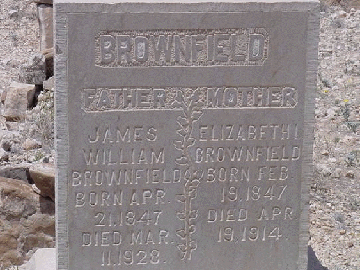 BROWNFIELD
FATHER MOTHER
JAMES
WILLIAM
BROWNFIELD
BORN APR.
21.1847
DIED MAR.
11.1928.
ELIZABETH
BROWNFIELD
BORN FEB.
19.1847
DIED APR.
19.1914